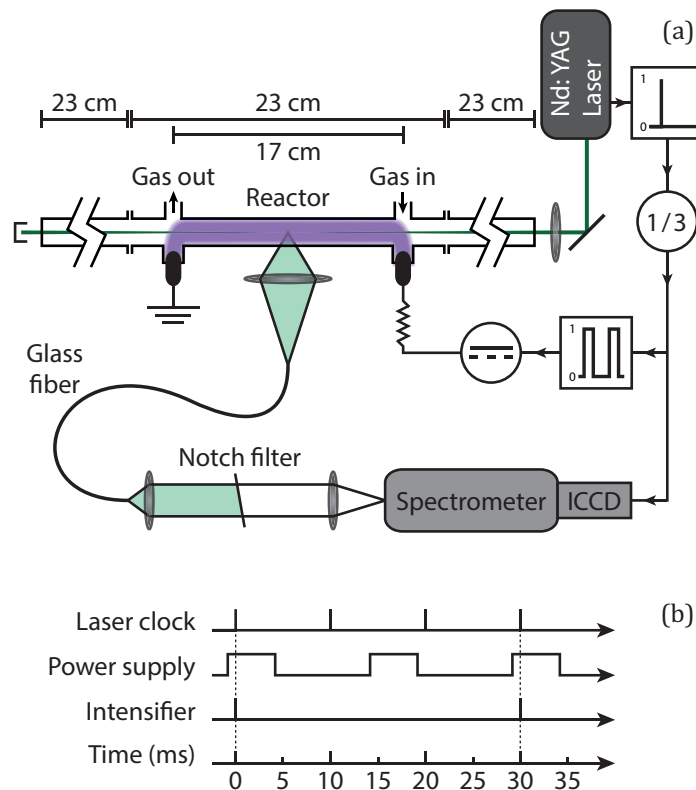 (a)
Nd: YAG
Laser
1
0
23 cm 23 cm 23 cm
17 cm
Gas out Reactor Gas in
1/3
1
0
Glass
fiber
Notch filter
Spectrometer ICCD
(b)
Laser clock
Power supply
Intensifier
Time (ms)
0 5 10 15 20 25 30 35